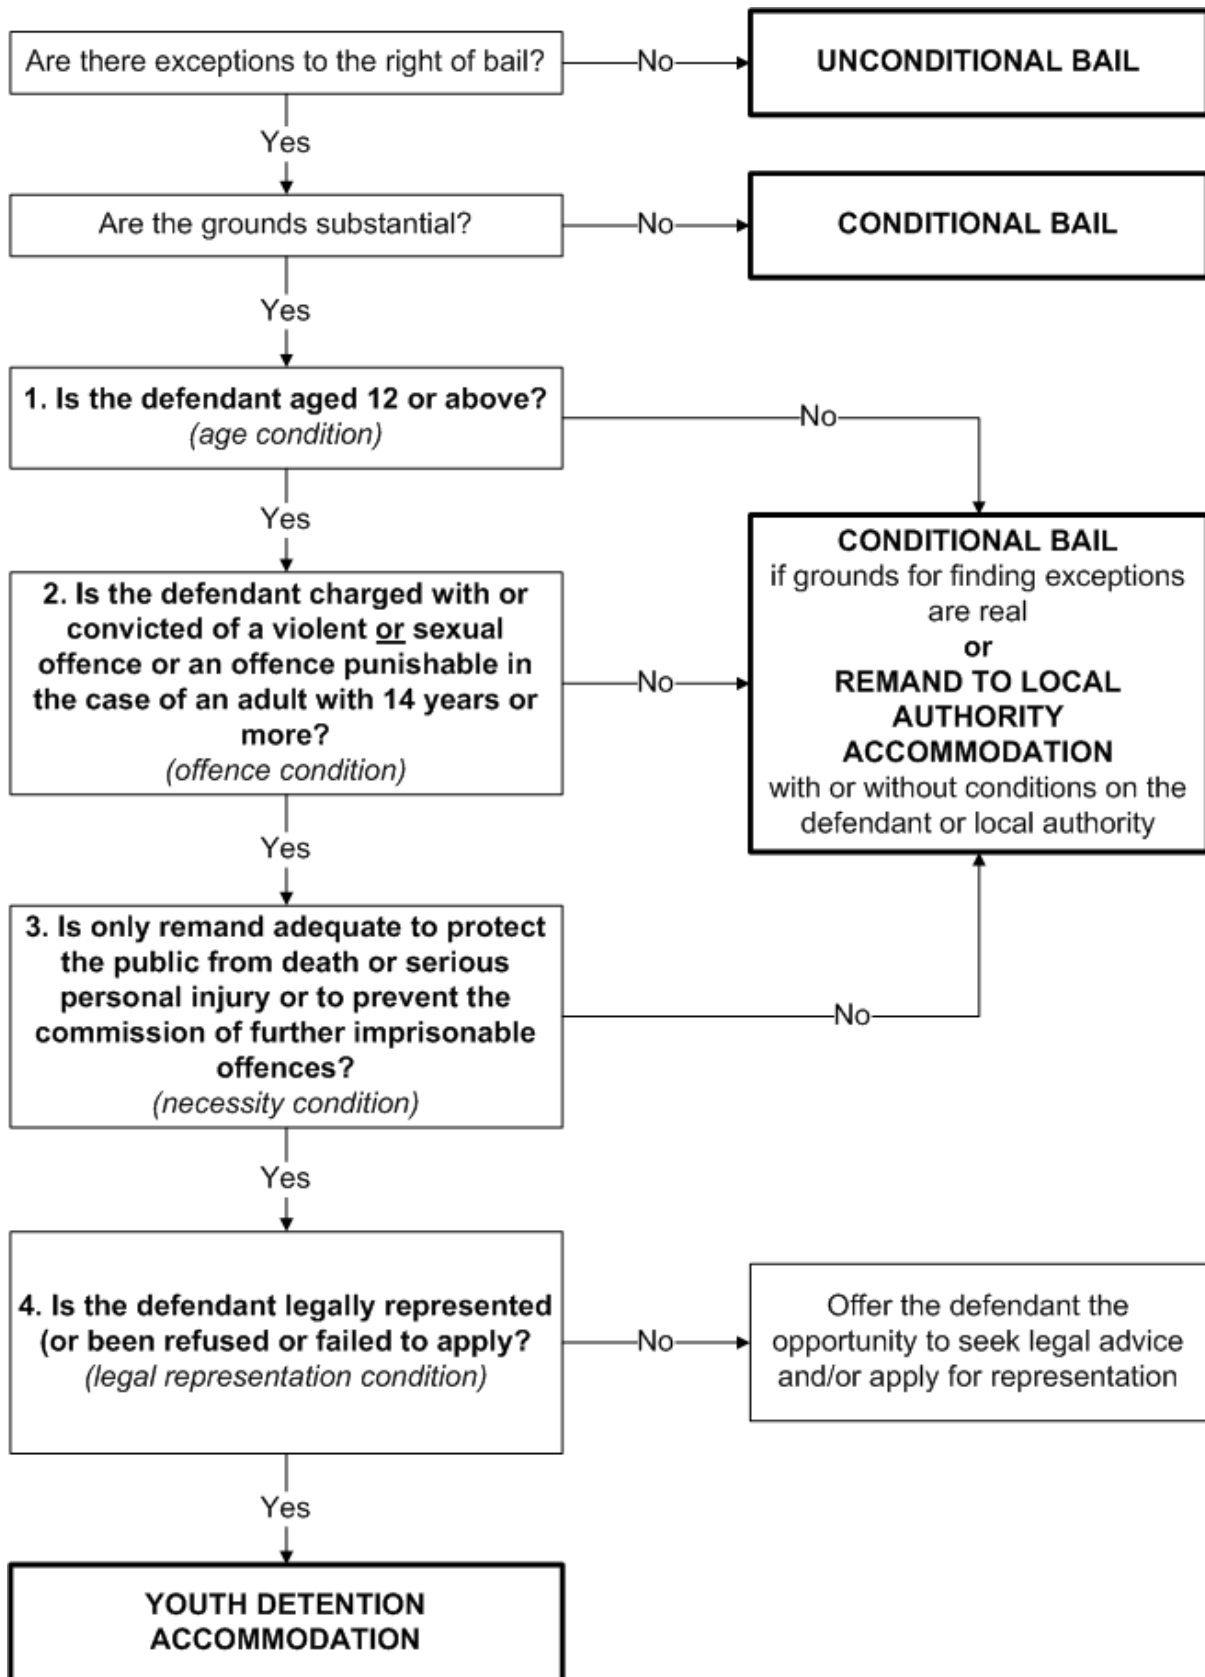 Are there exceptions to the right of bail?
No
UNCONDITIONAL BAIL
Yes
Are the grounds substantial?
No
CONDITIONAL BAIL
Yes
1. Is the defendant aged 12 or above?
(age condition)
No
Yes
2. Is the defendant charged with or
convicted of a violent or sexual
offence or an offence punishable in
the case of an adult with 14 years or
more?
(offence condition)
No
CONDITIONAL BAIL
if grounds for finding exceptions
are real
or
REMAND TO LOCAL
AUTHORITY
ACCOMMODATION
with or without conditions on the
defendant or local authority
Yes
3. Is only remand adequate to protect
the public from death or serious
personal injury or to prevent the
commission of further imprisonable
offences?
(necessity condition)
No
Yes
4. Is the defendant legally represented
(or been refused or failed to apply?
(legal representation condition)
No
Offer the defendant the
opportunity to seek legal advice
and/or apply for representation
Yes
YOUTH DETENTION
ACCOMMODATION